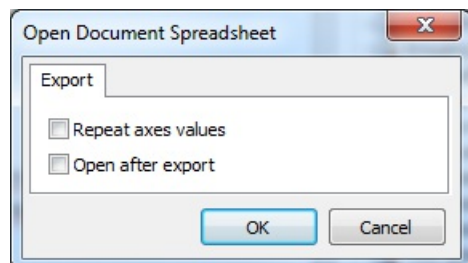 Open Document Spreadsheet
Export
Repeat axes values
Open after export
OK Cancel